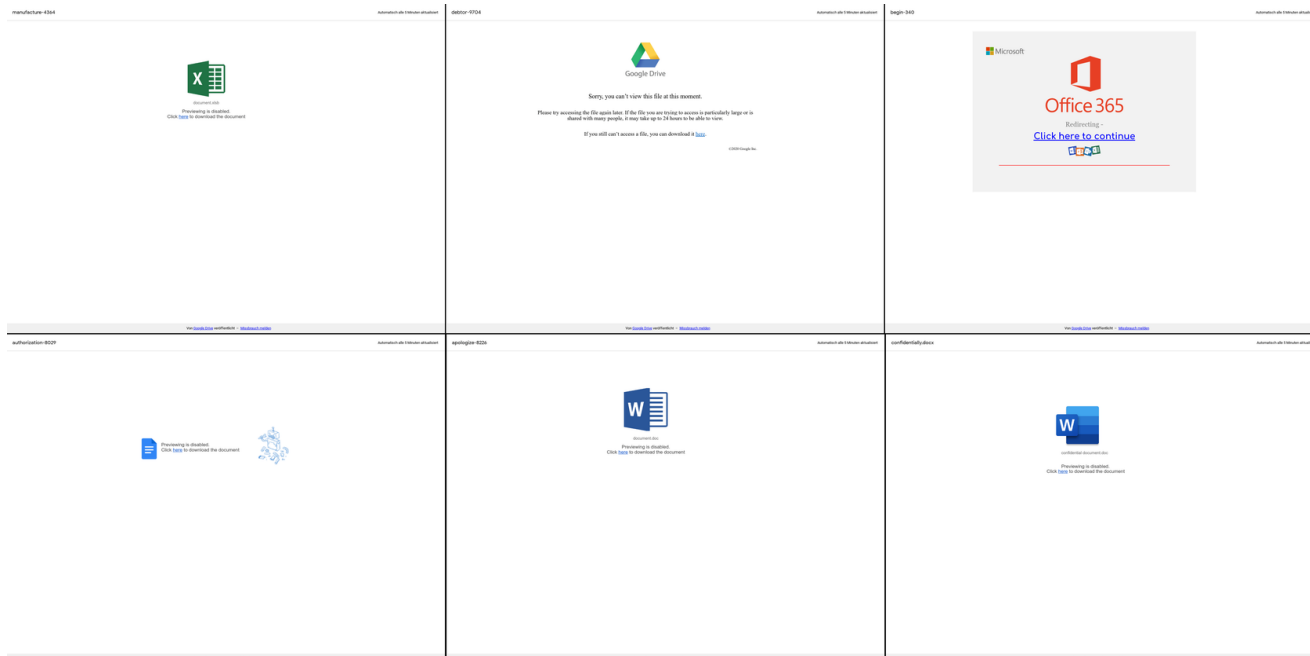 manufacture-4364
Automatisch alle 5 Minuten aktualisiert
X
document.xlsx
Previewing is disabled.
Click here to download the document
Von Google Drive veröffentlicht – Missbrauch melden
debtor-9704
Automatisch alle 5 Minuten aktualisiert
Google Drive
Sorry, you can't view this file at this moment.
Please try accessing the file again later. If the file you are trying to access is particularly large or is
shared with many people, it may take up to 24 hours to be able to view.
If you still can't access a file, you can download it here.
©2020 Google Inc
Von Google Drive veröffentlicht – Missbrauch melden
begin-340
Automatisch alle 5 Minuten aktualisiert
Microsoft
Office 365
Redirecting -
Click here to continue
Von Google Drive veröffentlicht – Missbrauch melden
authorization-8029
Automatisch alle 5 Minuten aktualisiert
Previewing is disabled.
Click here to download the document
apologize-8226
Automatisch alle 5 Minuten aktualisiert
W
document.doc
Previewing is disabled.
Click here to download the document
confidentially.docx
Automatisch alle 5 Minuten aktualisiert
W
confidential-document.doc
Previewing is disabled.
Click here to download the document